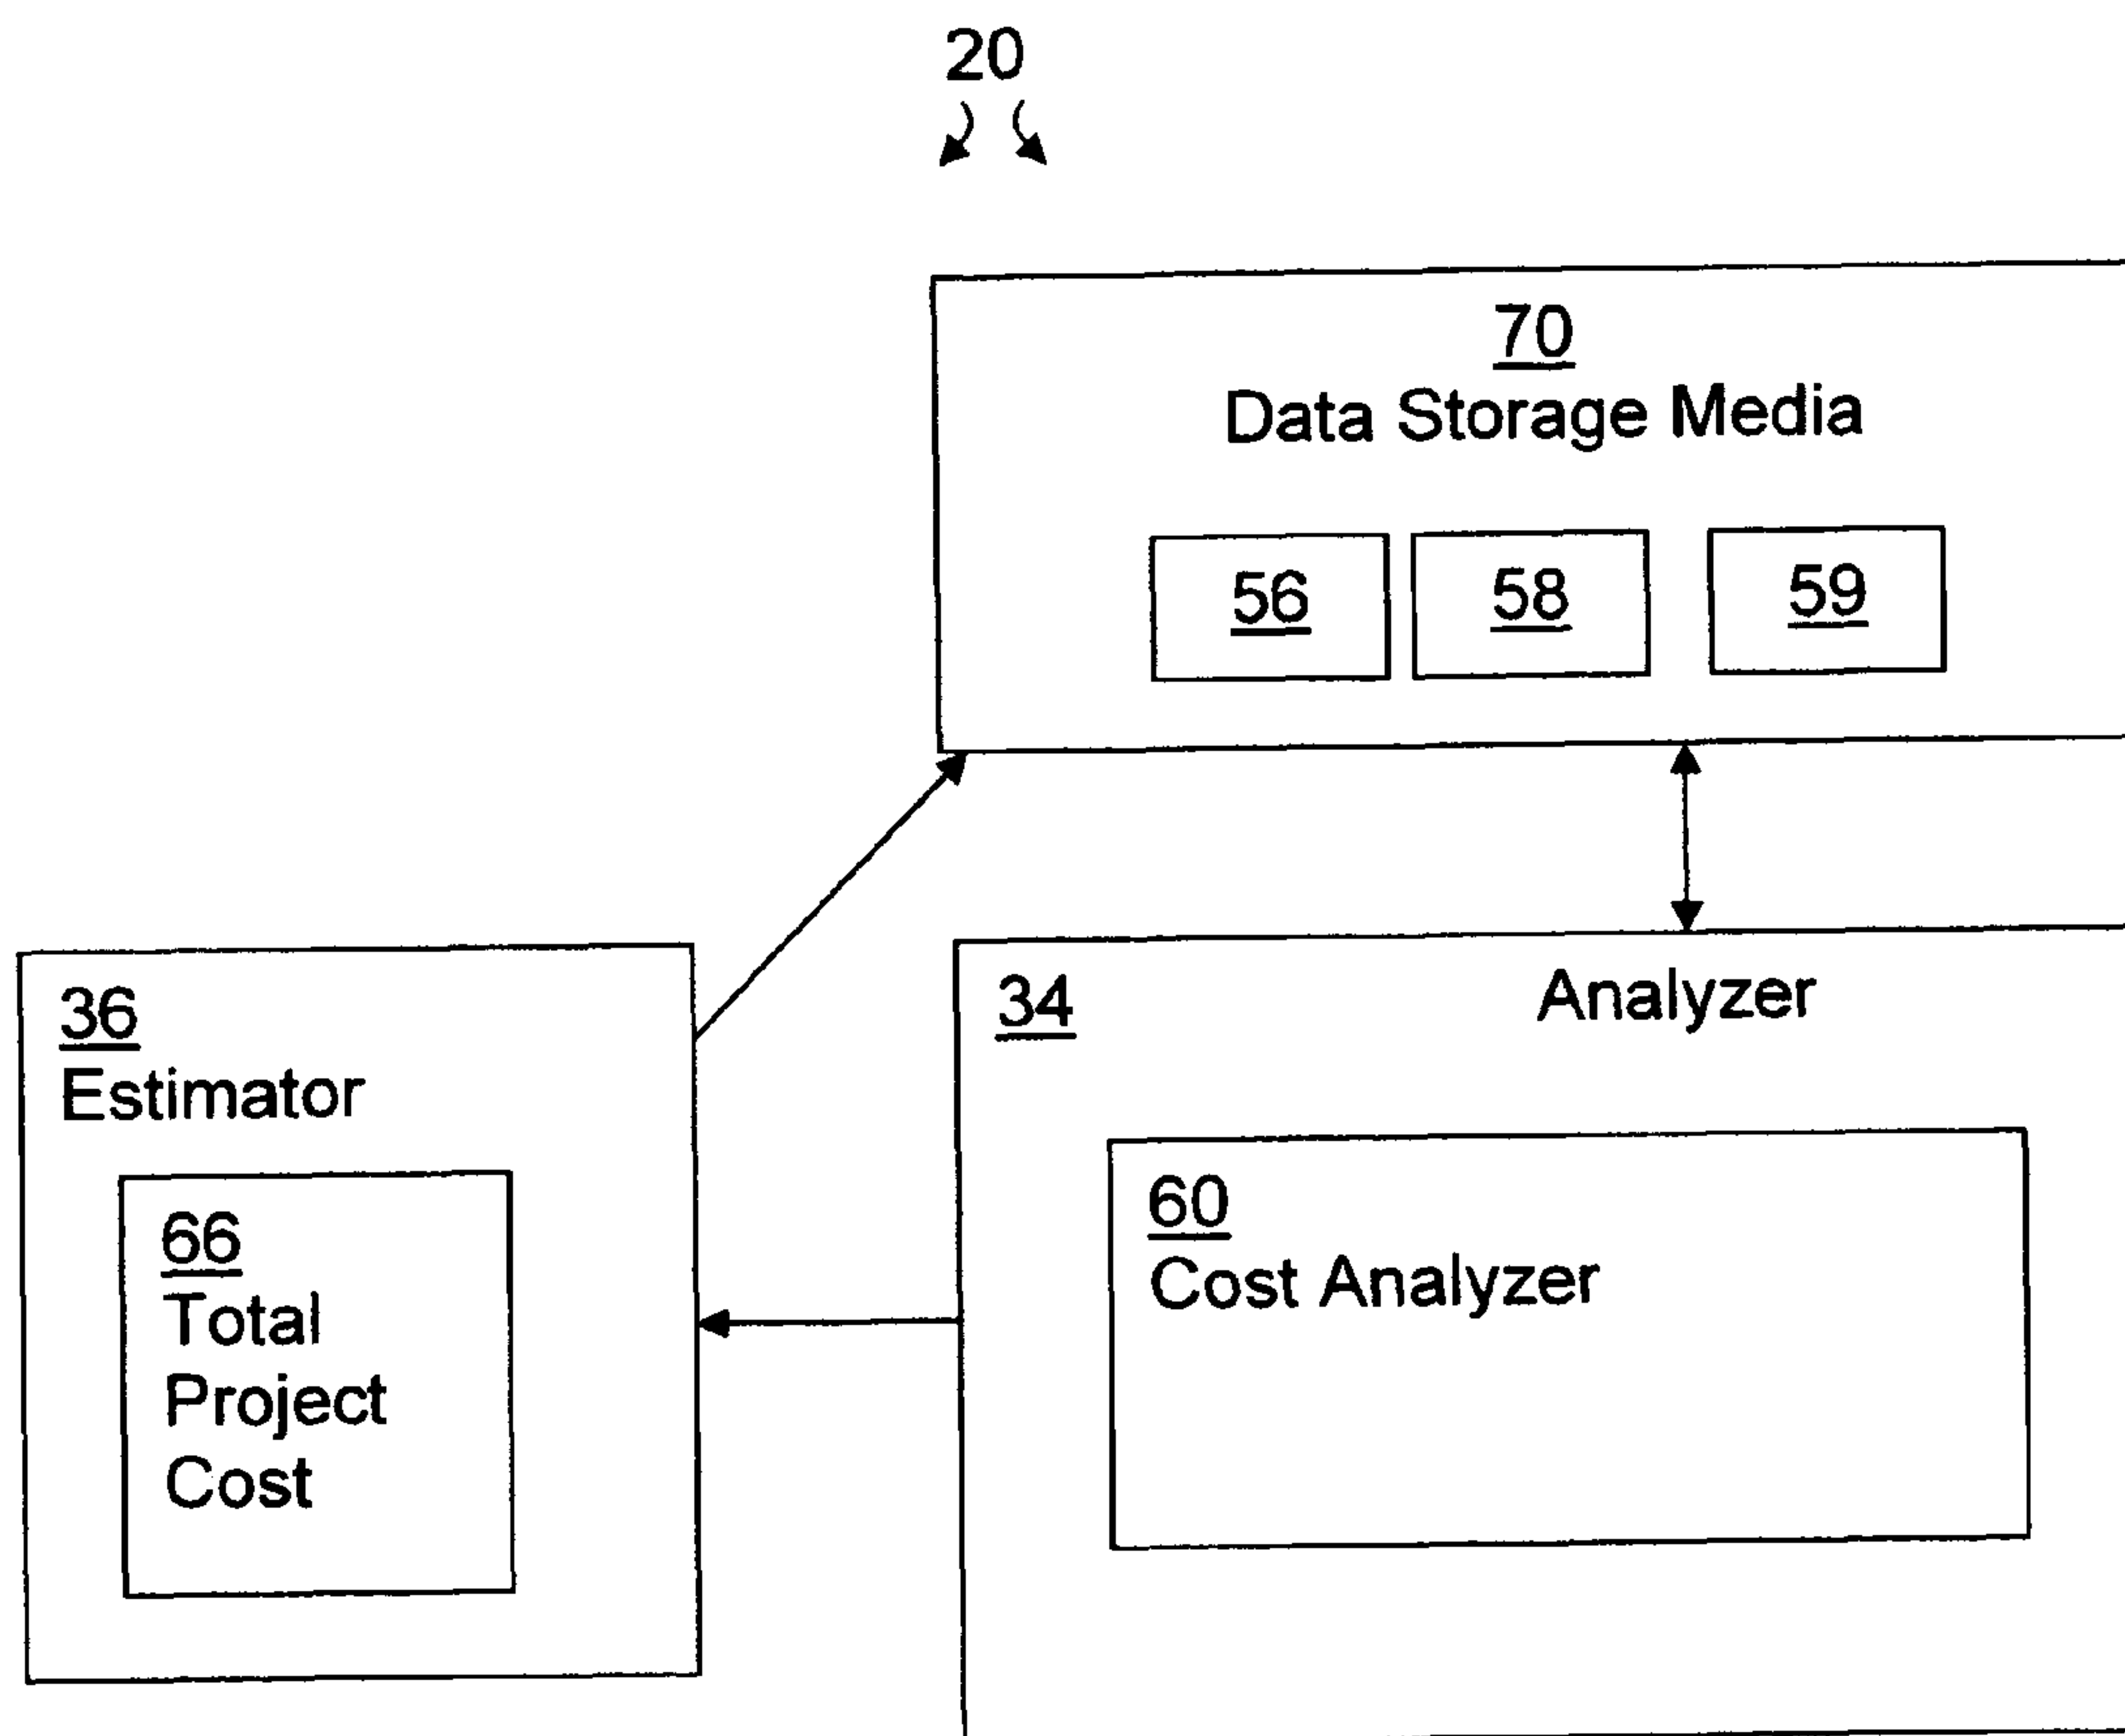 20
70
Data Storage Media
56 58 59
36
Estimator
66
Total
Project
Cost
34 Analyzer
60
Cost Analyzer